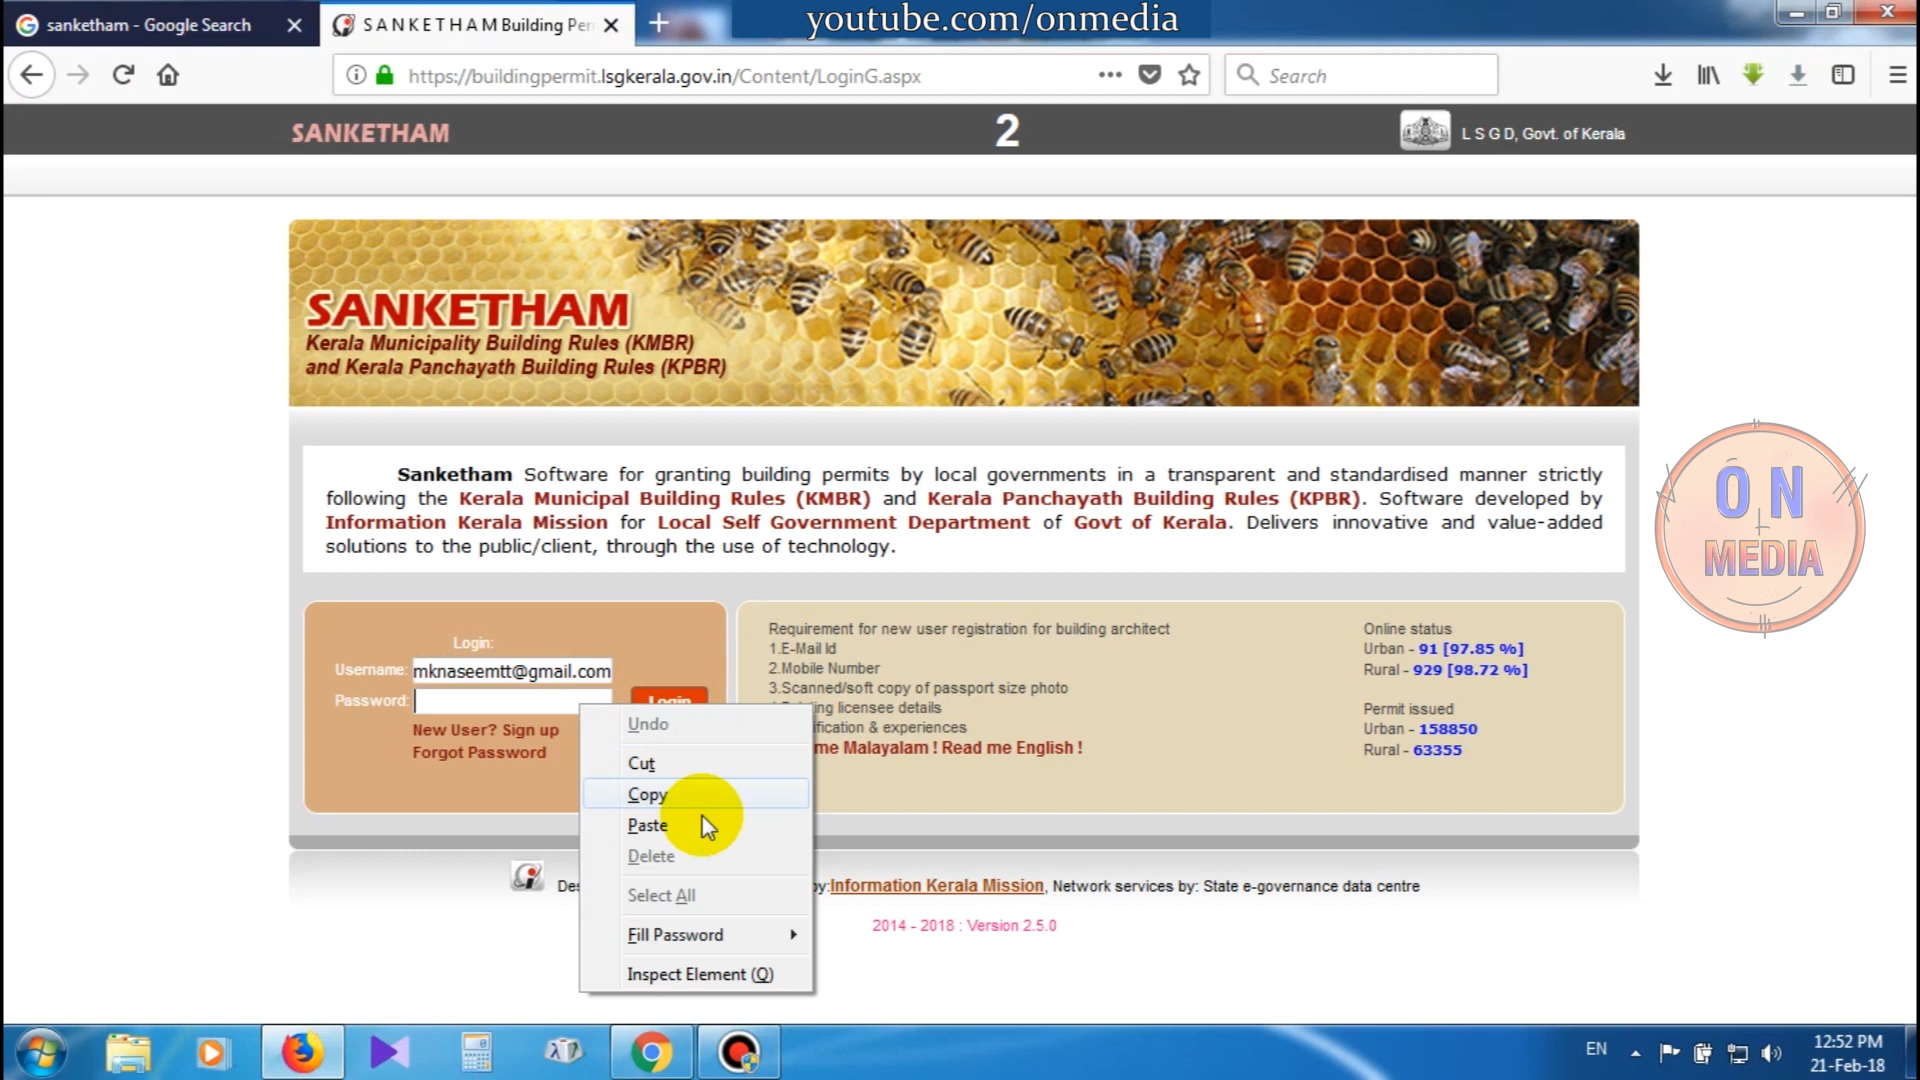 youtube.com/onmedia
sanketham - Google Search
S A N K E T H A M Building Per
https://buildingpermit.lsgkerala.gov.in/Content/LoginG.aspx
Search
SANKETHAM
2
L S G D, Govt. of Kerala
SANKETHAM
Kerala Municipality Building Rules (KMBR)
and Kerala Panchayath Building Rules (KPBR)
Sanketham Software for granting building permits by local governments in a transparent and standardised manner strictly
following the Kerala Municipal Building Rules (KMBR) and Kerala Panchayath Building Rules (KPBR). Software developed by
Information Kerala Mission for Local Self Government Department of Govt of Kerala. Delivers innovative and value-added
solutions to the public/client, through the use of technology.
ON
MEDIA
Login:
Username: mknaseemtt@gmail.com
Password:
Login
New User? Sign up
Forgot Password
Requirement for new user registration for building architect
1.E-Mail Id
2.Mobile Number
3.Scanned/soft copy of passport size photo
ng licensee details
ification & experiences
me Malayalam ! Read me English !
Online status
Urban - 91 [97.85 %]
Rural - 929 [98.72 %]
Permit issued
Urban - 158850
Rural - 63355
Undo
Cut
Copy
Paste
Delete
Select All
Fill Password
Inspect Element (Q)
Des
by:Information Kerala Mission, Network services by: State e-governance data centre
2014 - 2018 : Version 2.5.0
EN
12:52 PM
21-Feb-18